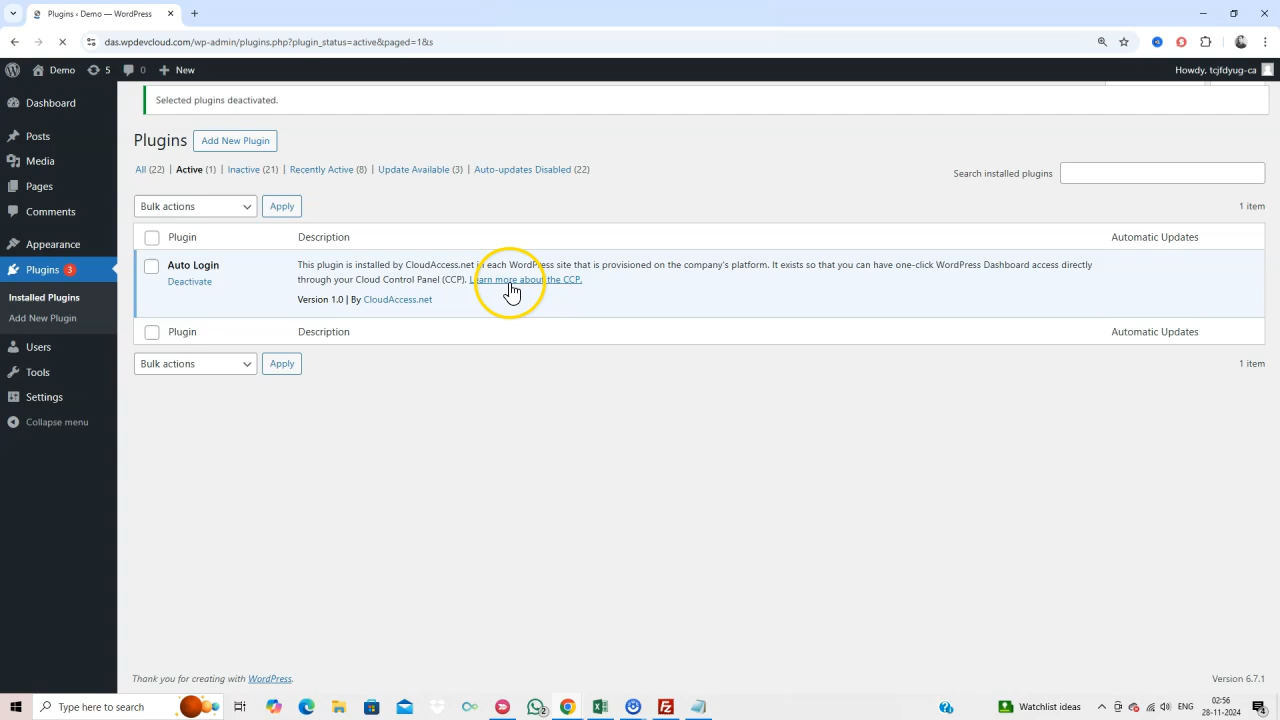 Plugins ‹ Demo — WordPress
das.wpdevcloud.com/wp-admin/plugins.php?plugin_status=active&paged=1&s
Demo 5 0 New
Howdy, tcjfdyug-ca
Dashboard
Posts
Media
Pages
Comments
Appearance
Plugins 3
Installed Plugins
Add New Plugin
Users
Tools
Settings
Collapse menu
Selected plugins deactivated.
Plugins Add New Plugin
All (22) | Active (1) | Inactive (21) | Recently Active (8) | Update Available (3) | Auto-updates Disabled (22)
Search installed plugins
Bulk actions Apply
1 item
Plugin Description Automatic Updates
Auto Login
Deactivate
This plugin is installed by CloudAccess.net in each WordPress site that is provisioned on the company's platform. It exists so that you can have one-click WordPress Dashboard access directly
through your Cloud Control Panel (CCP). Learn more about the CCP.
Version 1.0 | By CloudAccess.net
Plugin Description Automatic Updates
Bulk actions Apply
1 item
Thank you for creating with WordPress.
Version 6.7.1
Type here to search
2
Watchlist ideas
ENG
02:56
28-11-2024
4